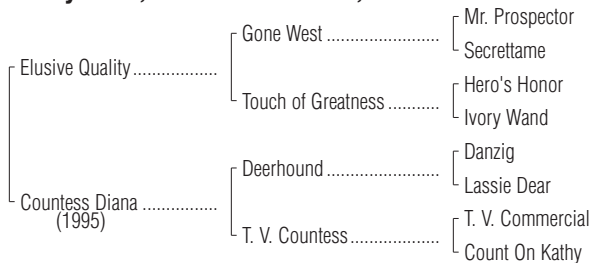 Mr. Prospector
Gone West ........................
Secrettame
Elusive Quality .................
Hero's Honor
Touch of Greatness ...........
Ivory Wand
Danzig
Deerhound .......................
Lassie Dear
Countess Diana ................
(1995)
T. V. Commercial
T. V. Countess ...................
Count On Kathy